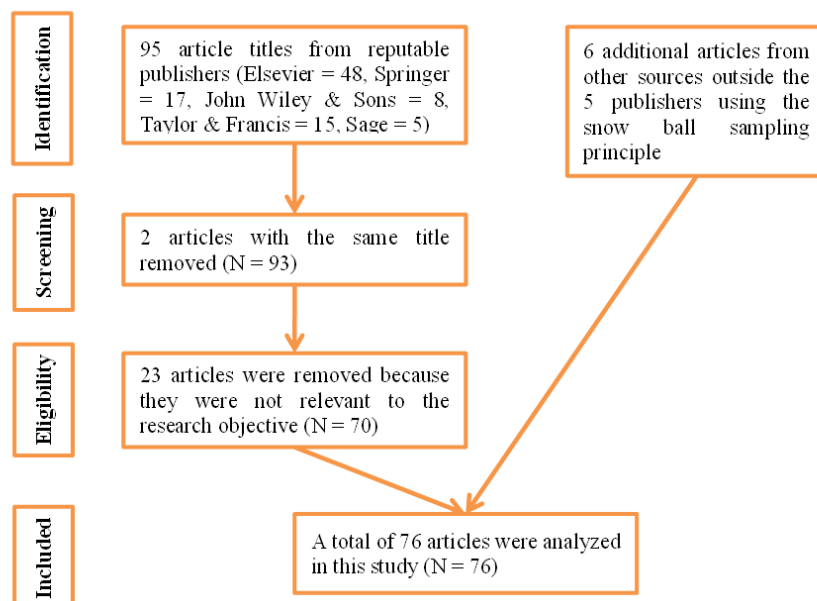 Identification
95 article titles from reputable
publishers (Elsevier = 48, Springer
= 17, John Wiley & Sons = 8,
Taylor & Francis = 15, Sage = 5)
6 additional articles from
other sources outside the
5 publishers using the
snow ball sampling
principle
Screening
2 articles with the same title
removed (N = 93)
Eligibility
23 articles were removed because
they were not relevant to the
research objective (N = 70)
Included
A total of 76 articles were analyzed
in this study (N = 76)